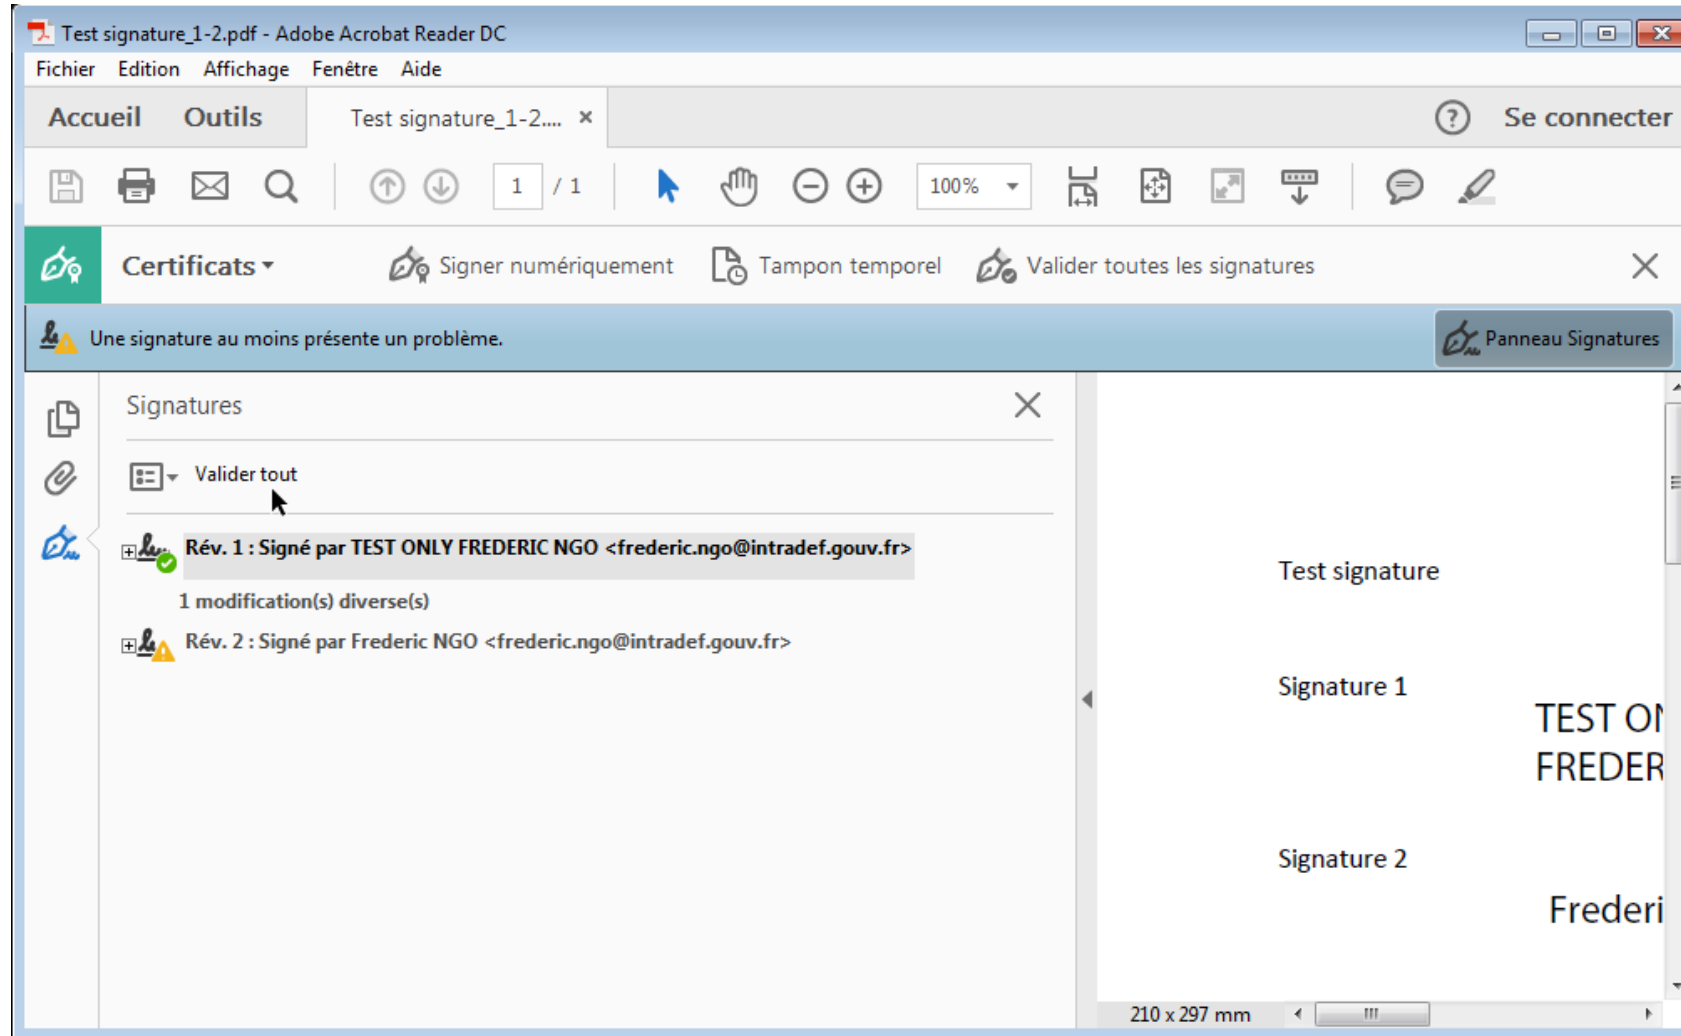 Test signature_1-2.pdf - Adobe Acrobat Reader DC
Fichier Edition Affichage Fenêtre Aide
Accueil Outils Test signature_1-2.... × ? Se connecter
1 / 1 100%
Certificats Signer numériquement Tampon temporel Valider toutes les signatures
Une signature au moins présente un problème. Panneau Signatures
Signatures
Valider tout
Rév. 1 : Signé par TEST ONLY FREDERIC NGO <frederic.ngo@intradef.gouv.fr>
1 modification(s) diverse(s)
Rév. 2 : Signé par Frederic NGO <frederic.ngo@intradef.gouv.fr>
Test signature
Signature 1
TEST ON
FREDER
Signature 2
Frederi
210 x 297 mm